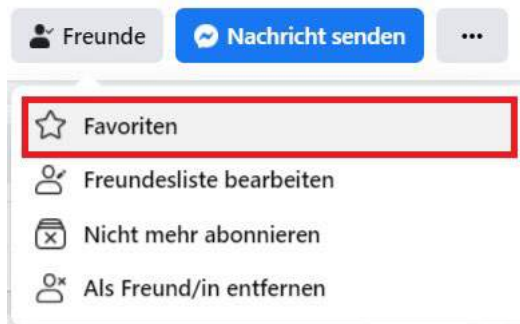 Freunde Nachricht senden ...
Favoriten
Freundesliste bearbeiten
Nicht mehr abonnieren
Als Freund/in entfernen